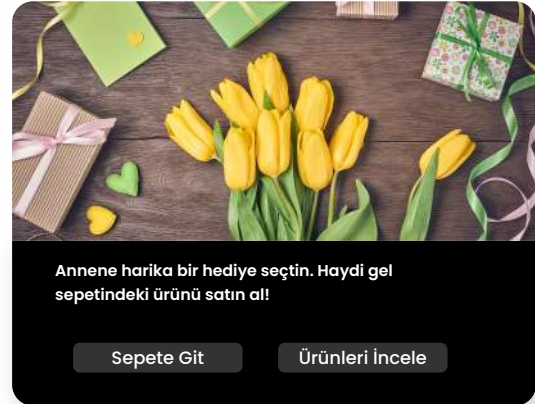 Annene harika bir hediye seçtin. Haydi gel
sepetindeki ürünü satın al!
Sepete Git
Ürünleri İncele